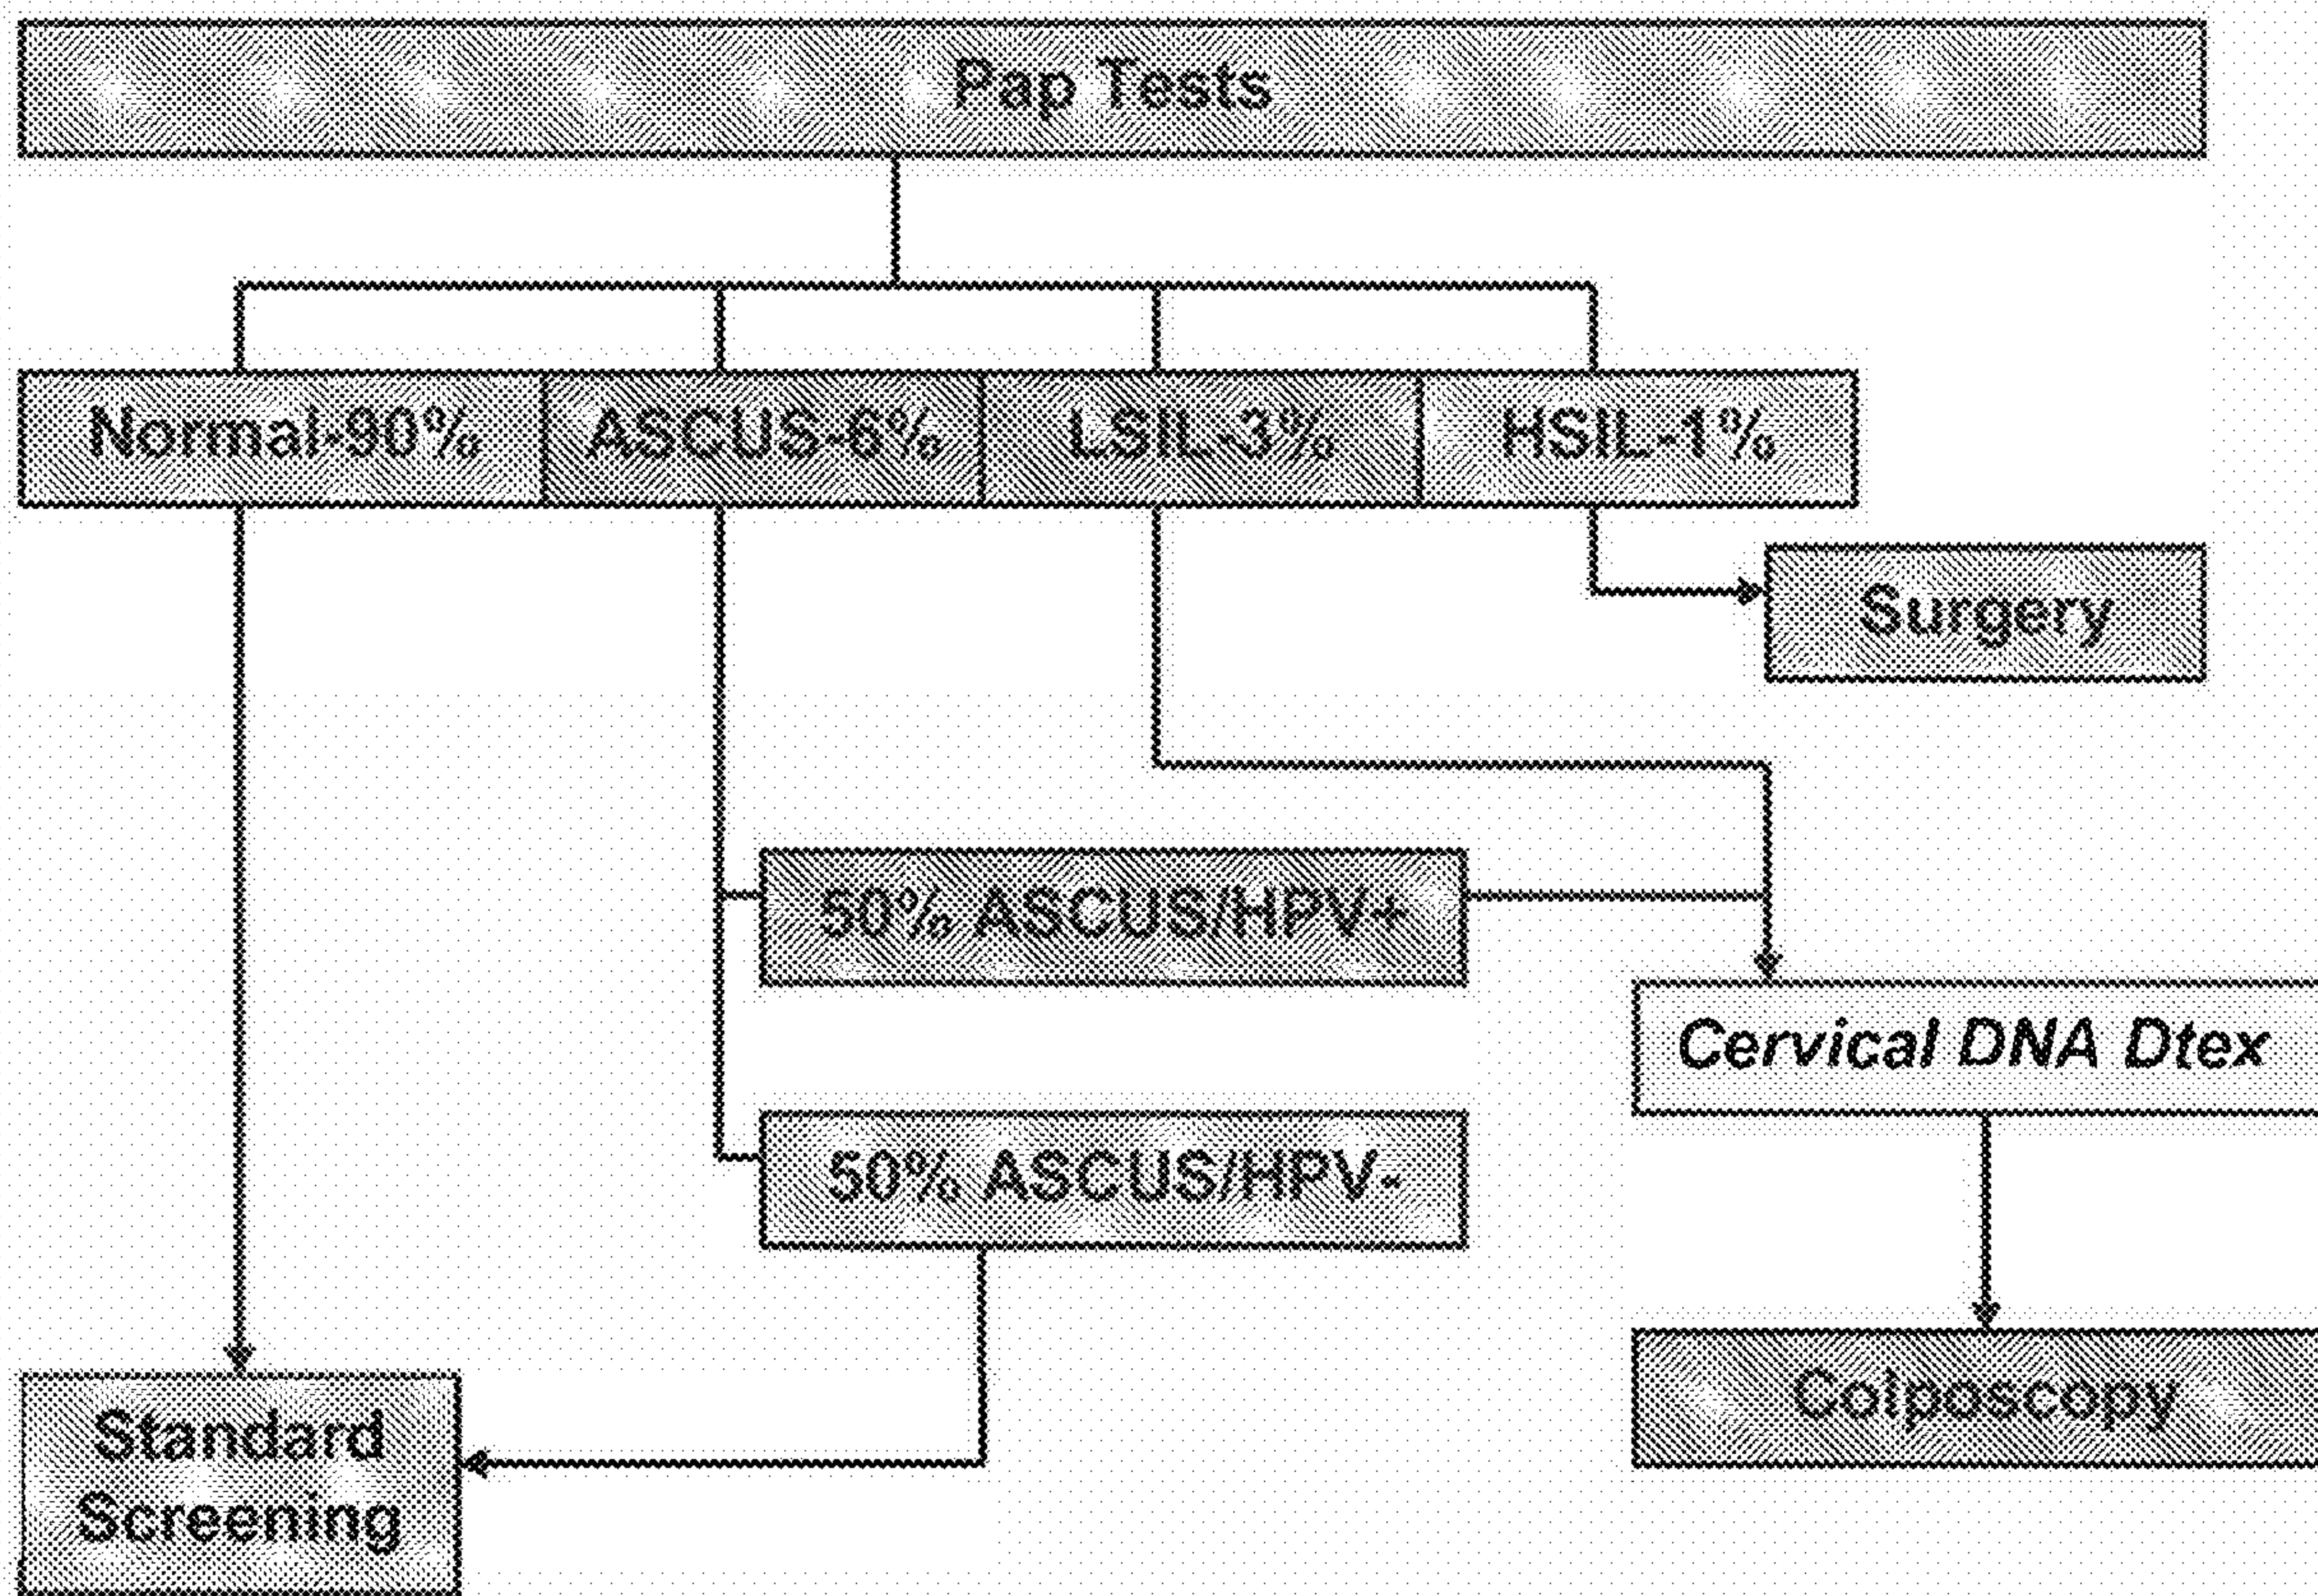 Pap Tests
Normal-90%
ASCUS-6%
LSIL-3%
HSIL-1%
Surgery
50% ASCUS/HPV+
Cervical DNA Dtex
50% ASCUS/HPV-
Colposcopy
Standard
Screening